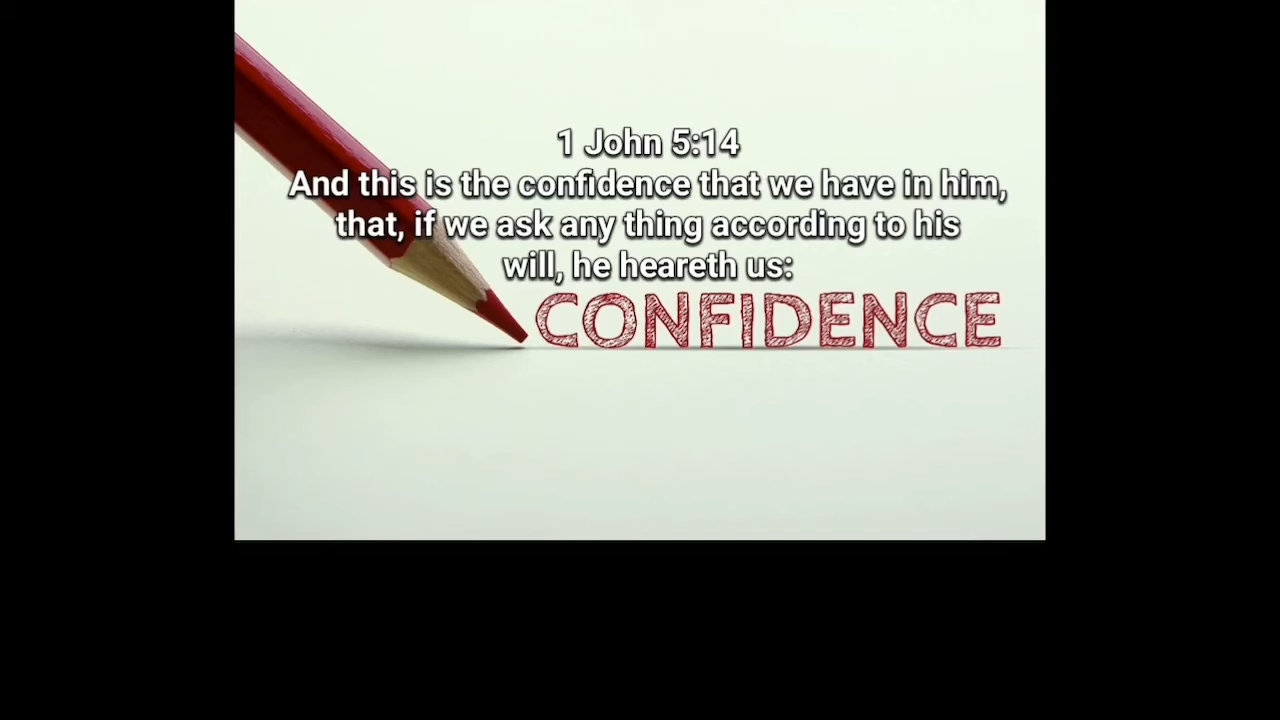 1 John 5:14
And this is the confidence that we have in him,
that, if we ask any thing according to his
will, he heareth us:
CONFIDENCE